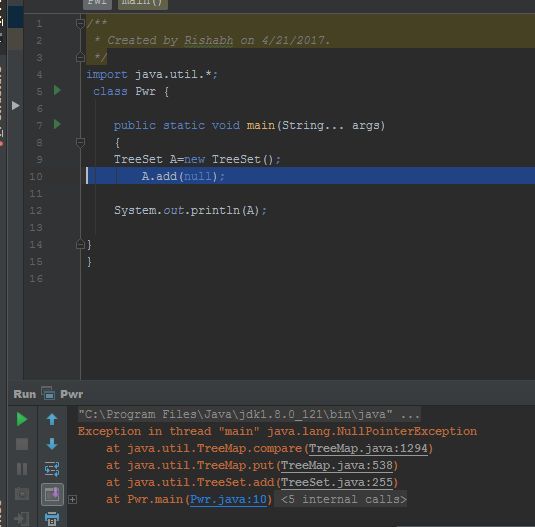 Pwr main()
1 /**
2 * Created by Rishabh on 4/21/2017.
3 */
4 import java.util.*;
5 class Pwr {
6
7 public static void main(String... args)
8 {
9 TreeSet A=new TreeSet();
10 A.add(null);
11
12 System.out.println(A);
13
14 }
15 }
16
Run Pwr
"C:\Program Files\Java\jdk1.8.0_121\bin\java" ...
Exception in thread "main" java.lang.NullPointerException
at java.util.TreeMap.compare(TreeMap.java:1294)
at java.util.TreeMap.put(TreeMap.java:538)
at java.util.TreeSet.add(TreeSet.java:255)
at Pwr.main(Pwr.java:10) <5 internal calls>